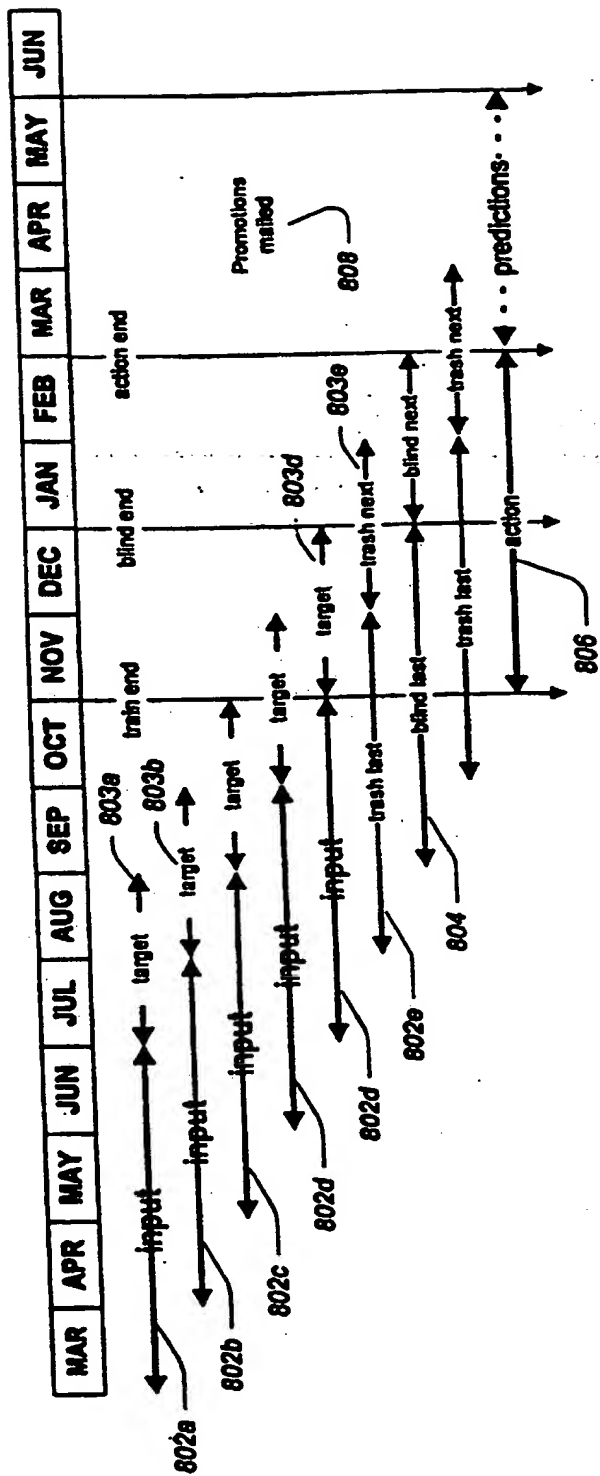 MAR APR MAY JUN JUL AUG SEP OCT NOV DEC JAN FEB MAR APR MAY JUN
train end blind end action end
802a input target 803a
802b input target 803b
802c input target
802d input target
802d input target 803d
802e trash last trash next 803e
804 blind last blind next
trash last trash next
806 action predictions
Promotions
mailed
808